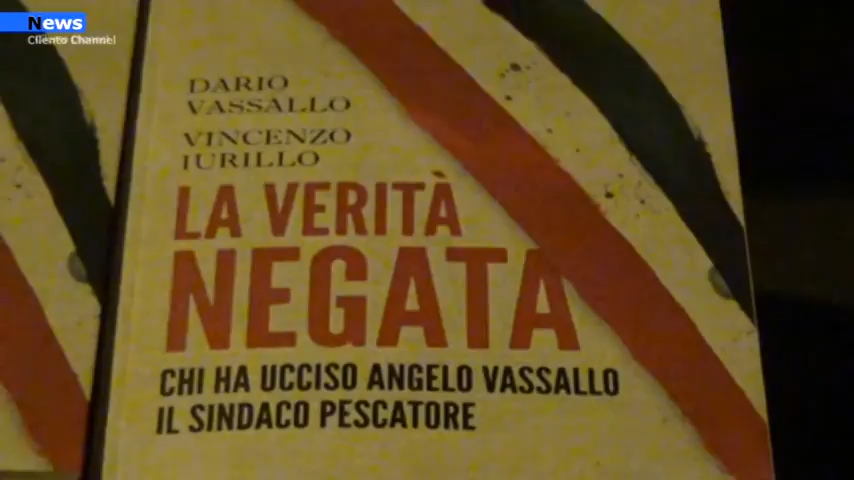 News
Cilento Channel
DARIO
VASSALLO
VINCENZO
IURILLO
LA VERITÀ
NEGATA
CHI HA UCCISO ANGELO VASSALLO
IL SINDACO PESCATORE